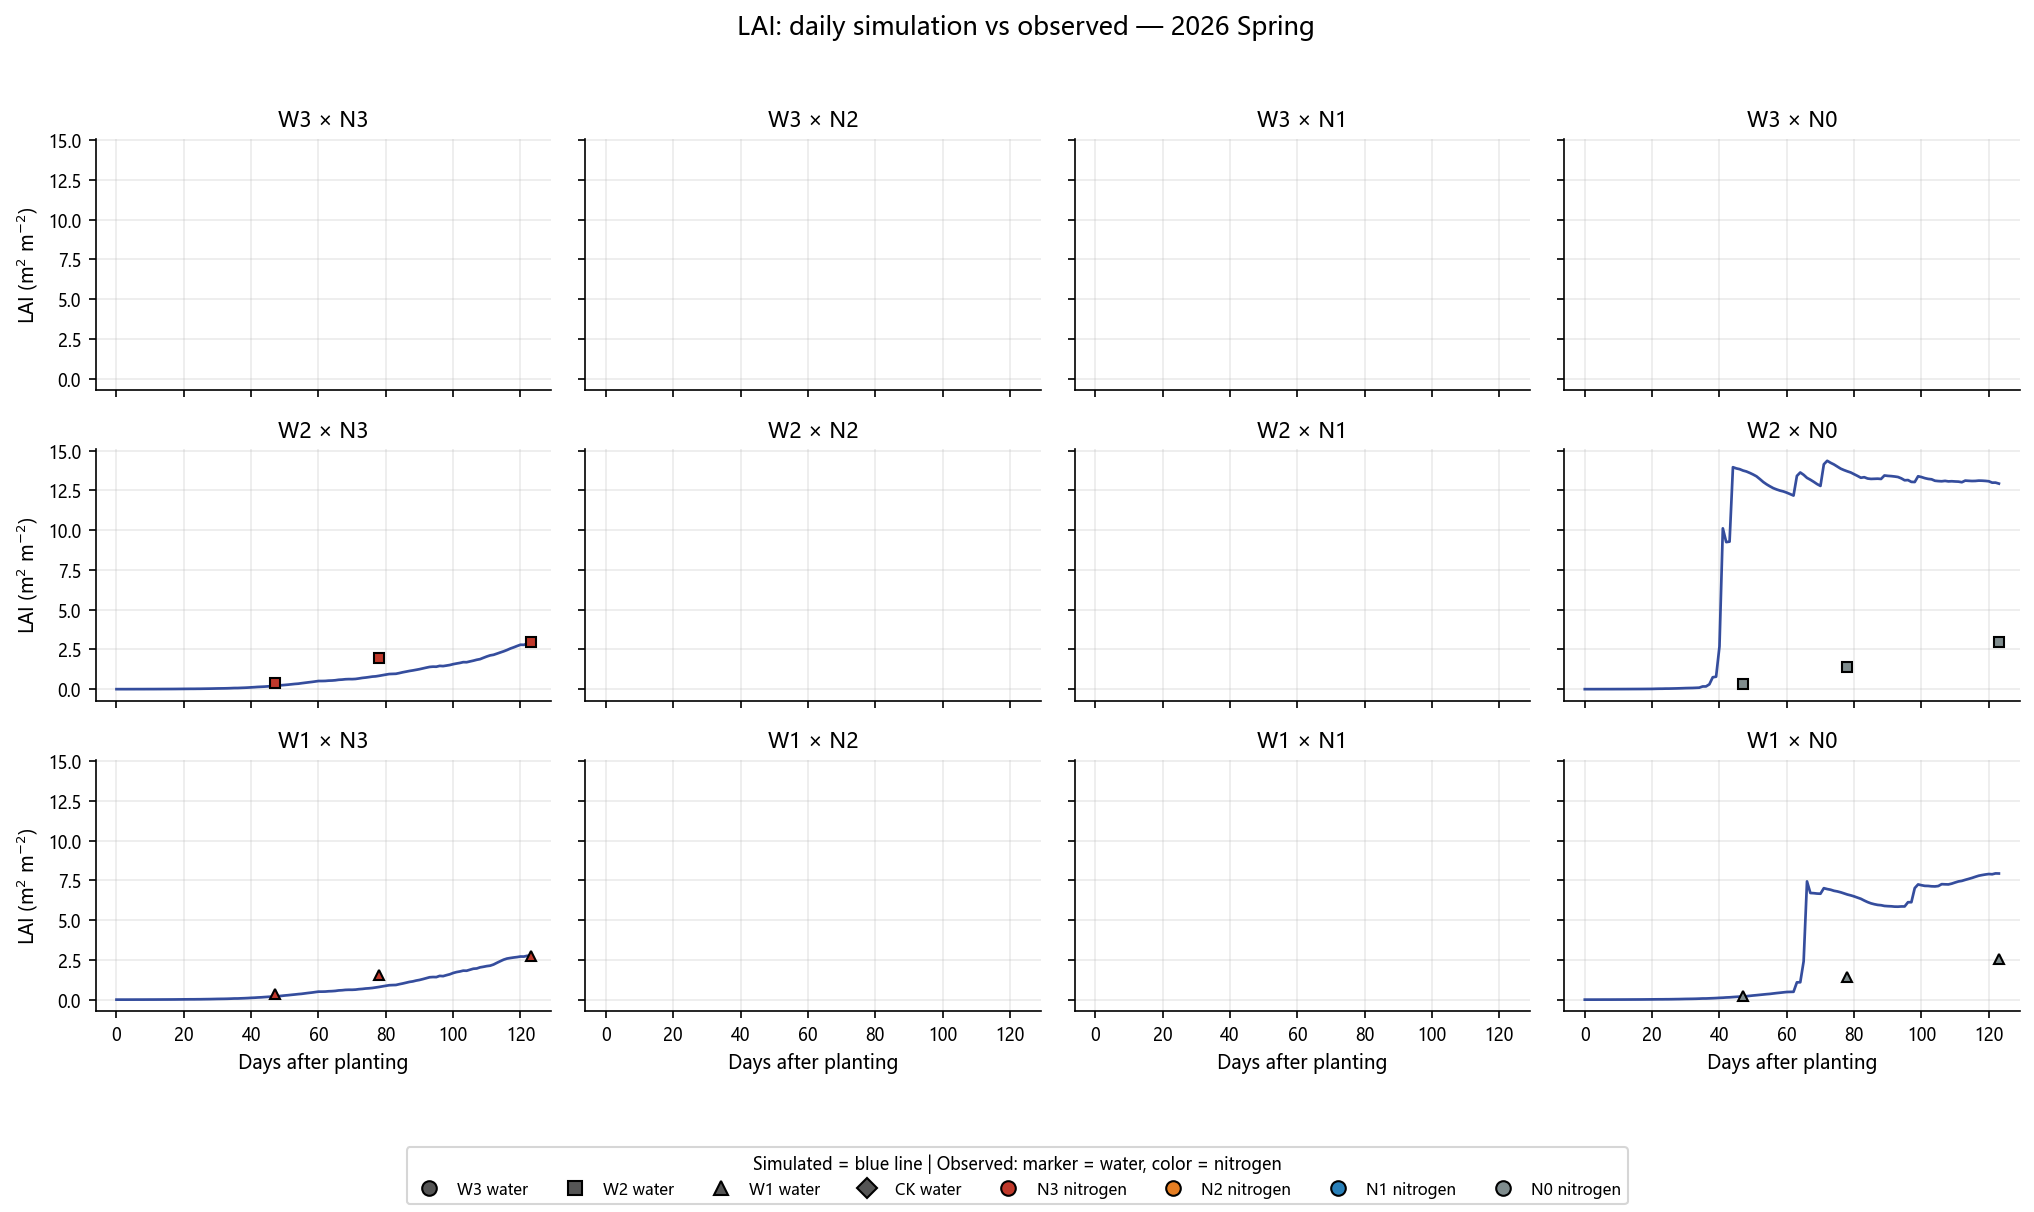 LAI: daily simulation vs observed — 2026 Spring
W3 × N3
W3 × N2
W3 × N1
W3 × N0
LAI (m² m⁻²)
15.0
12.5
10.0
7.5
5.0
2.5
0.0
W2 × N3
W2 × N2
W2 × N1
W2 × N0
LAI (m² m⁻²)
15.0
12.5
10.0
7.5
5.0
2.5
0.0
W1 × N3
W1 × N2
W1 × N1
W1 × N0
LAI (m² m⁻²)
15.0
12.5
10.0
7.5
5.0
2.5
0.0
0 20 40 60 80 100 120
0 20 40 60 80 100 120
0 20 40 60 80 100 120
0 20 40 60 80 100 120
Days after planting
Days after planting
Days after planting
Days after planting
Simulated = blue line | Observed: marker = water, color = nitrogen
W3 water W2 water W1 water CK water N3 nitrogen N2 nitrogen N1 nitrogen N0 nitrogen